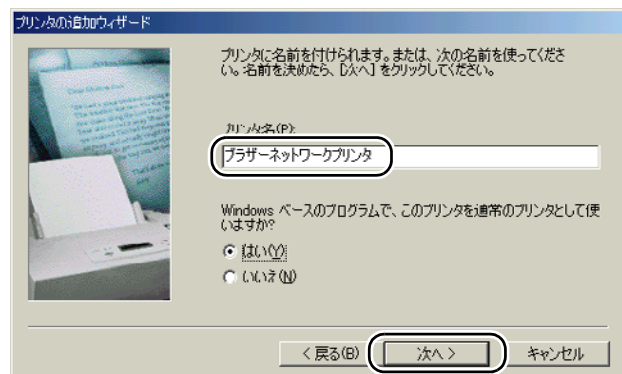 プリンタの追加ウィザード
プリンタに名前を付けられます。または、次の名前を使ってくださ
い。名前を決めたら、[次へ] をクリックしてください。
プリンタ名(P):
ブラザーネットワークプリンタ
Windows ベースのプログラムで、このプリンタを通常のプリンタとして使
いますか?
はい(Y)
いいえ(N)
< 戻る(B)
次へ >
キャンセル